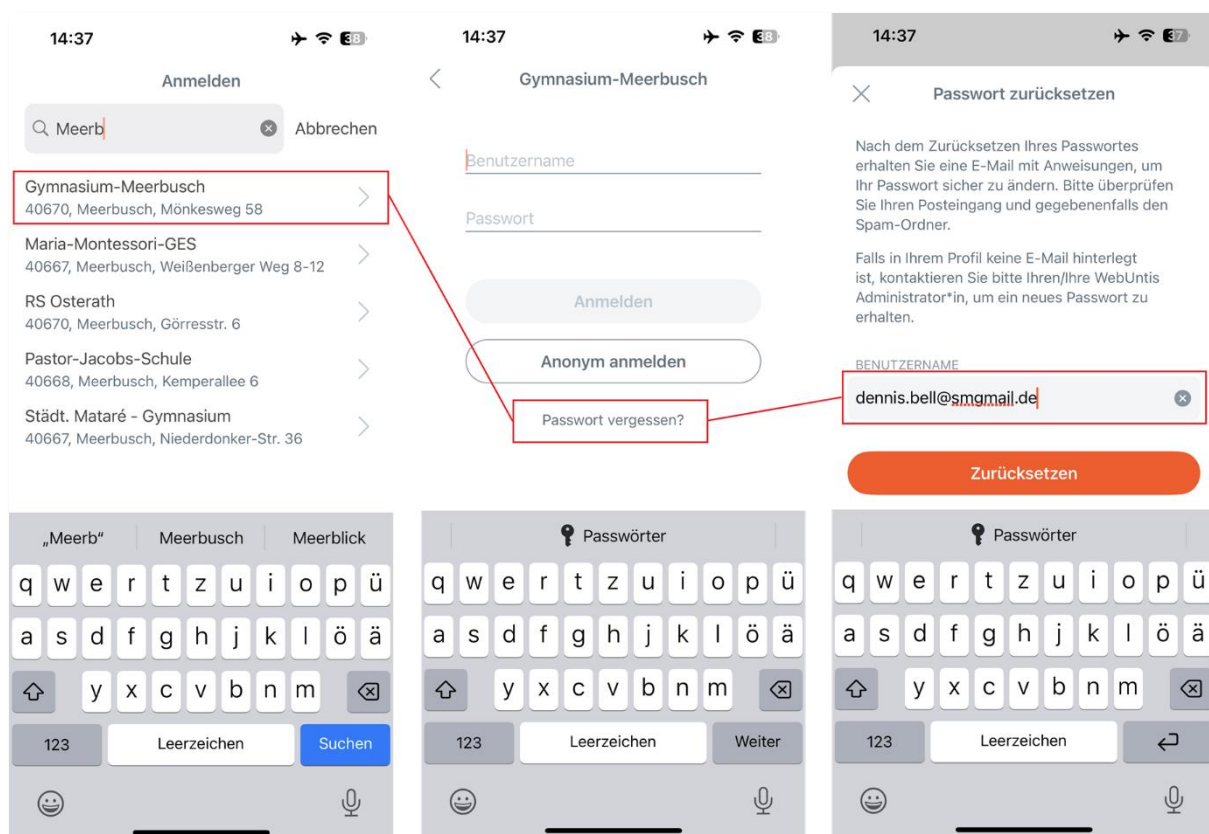 14:37
38
Anmelden
Meerb
Abbrechen
Gymnasium-Meerbusch
40670, Meerbusch, Mönkesweg 58
Maria-Montessori-GES
40667, Meerbusch, Weißenberger Weg 8-12
RS Osterath
40670, Meerbusch, Görresstr. 6
Pastor-Jacobs-Schule
40668, Meerbusch, Kemperallee 6
Städt. Mataré - Gymnasium
40667, Meerbusch, Niederdonker-Str. 36
„Meerb“ Meerbusch Meerblick
q w e r t z u i o p ü
a s d f g h j k l ö ä
y x c v b n m
123 Leerzeichen Suchen
14:37
38
Gymnasium-Meerbusch
Benutzername
Passwort
Anmelden
Anonym anmelden
Passwort vergessen?
Passwörter
q w e r t z u i o p ü
a s d f g h j k l ö ä
y x c v b n m
123 Leerzeichen Weiter
14:37
37
Passwort zurücksetzen
Nach dem Zurücksetzen Ihres Passwortes
erhalten Sie eine E-Mail mit Anweisungen, um
Ihr Passwort sicher zu ändern. Bitte überprüfen
Sie Ihren Posteingang und gegebenenfalls den
Spam-Ordner.
Falls in Ihrem Profil keine E-Mail hinterlegt
ist, kontaktieren Sie bitte Ihren/Ihre WebUntis
Administrator*in, um ein neues Passwort zu
erhalten.
BENUTZERNAME
dennis.bell@smgmail.de
Zurücksetzen
Passwörter
q w e r t z u i o p ü
a s d f g h j k l ö ä
y x c v b n m
123 Leerzeichen